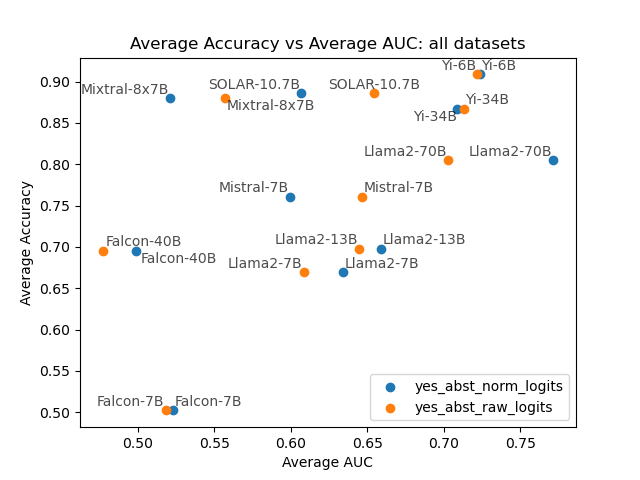 Average Accuracy vs Average AUC: all datasets
Yi-6B Yi-6B
Mixtral-8x7B SOLAR-10.7B SOLAR-10.7B
Mixtral-8x7B Yi-34B
Yi-34B
Llama2-70B Llama2-70B
Mistral-7B Mistral-7B
Falcon-40B Llama2-13B Llama2-13B
Falcon-40B Llama2-7B Llama2-7B
Falcon-7B Falcon-7B
0.90
0.85
0.80
0.75
0.70
0.65
0.60
0.55
0.50
Average Accuracy
yes_abst_norm_logits
yes_abst_raw_logits
0.50 0.55 0.60 0.65 0.70 0.75
Average AUC